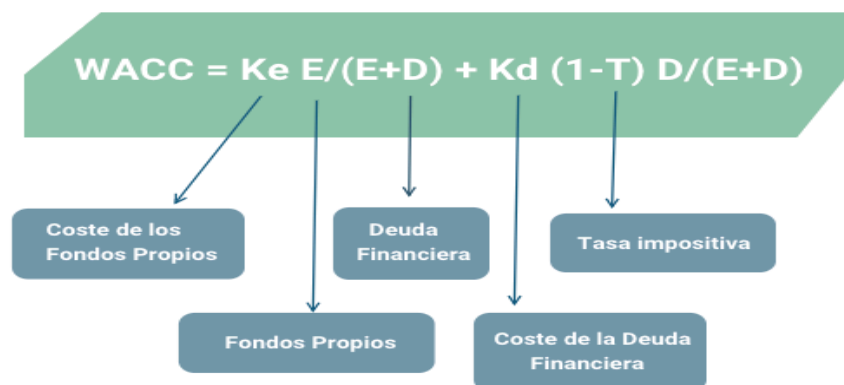 WACC = Ke E/(E+D) + Kd (1-T) D/(E+D)
Coste de los
Fondos Propios
Deuda
Financiera
Tasa impositiva
Fondos Propios
Coste de la Deuda
Financiera